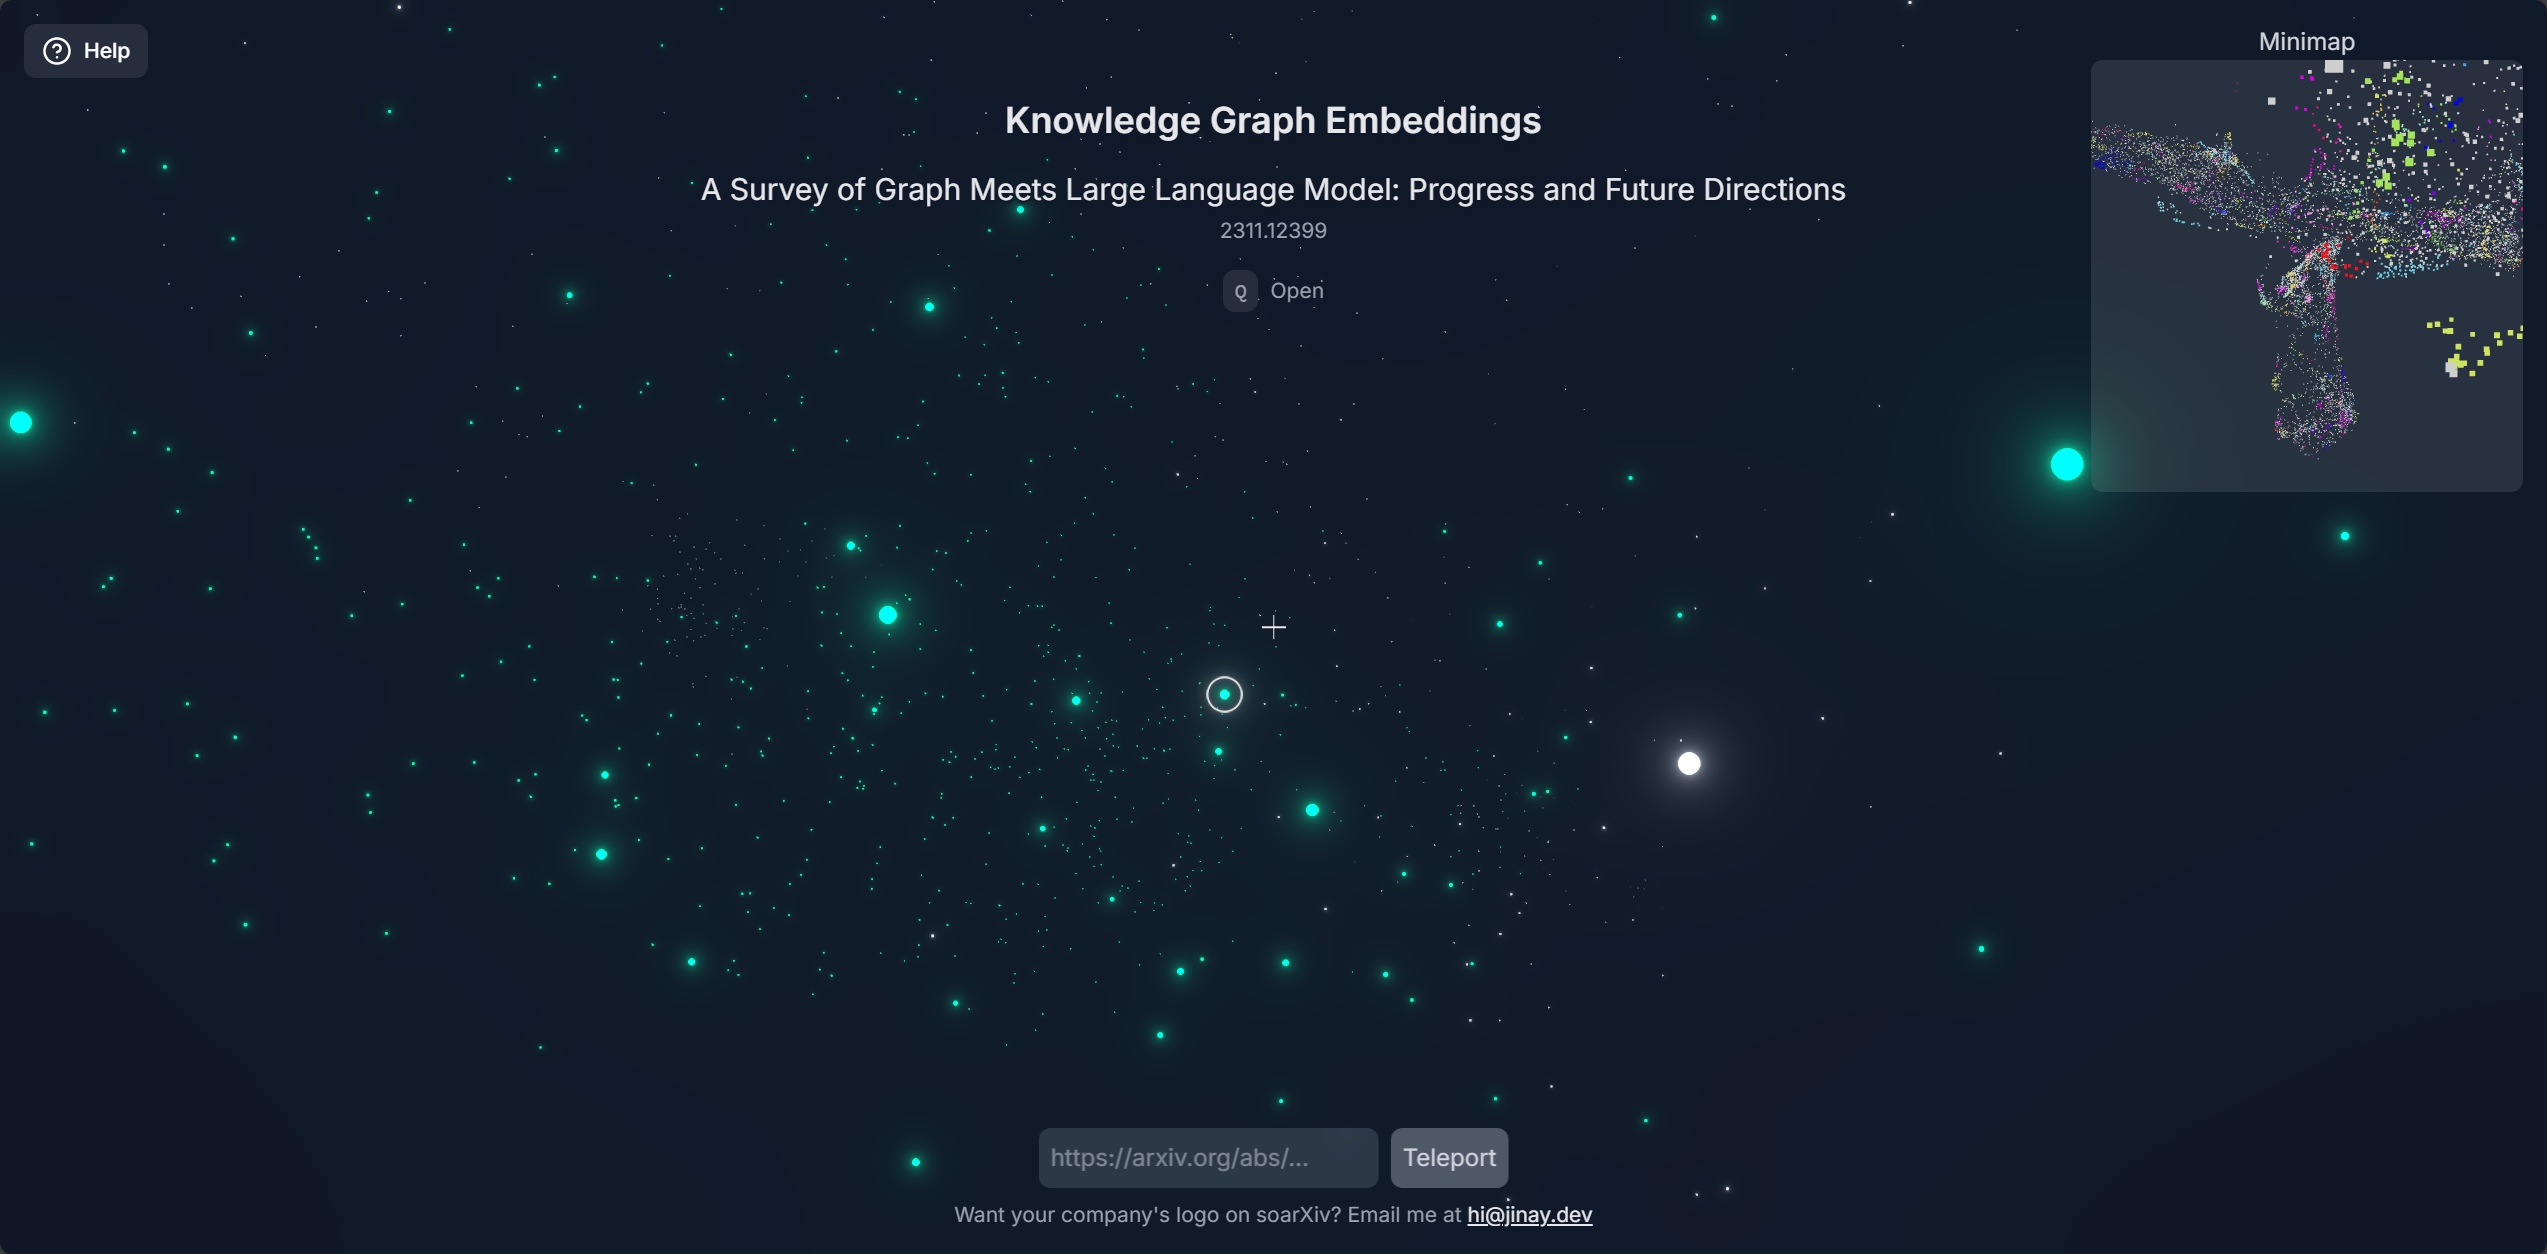 Help
Minimap
Knowledge Graph Embeddings
A Survey of Graph Meets Large Language Model: Progress and Future Directions
2311.12399
Q Open
https://arxiv.org/abs/... Teleport
Want your company's logo on soarXiv? Email me at hi@jinay.dev